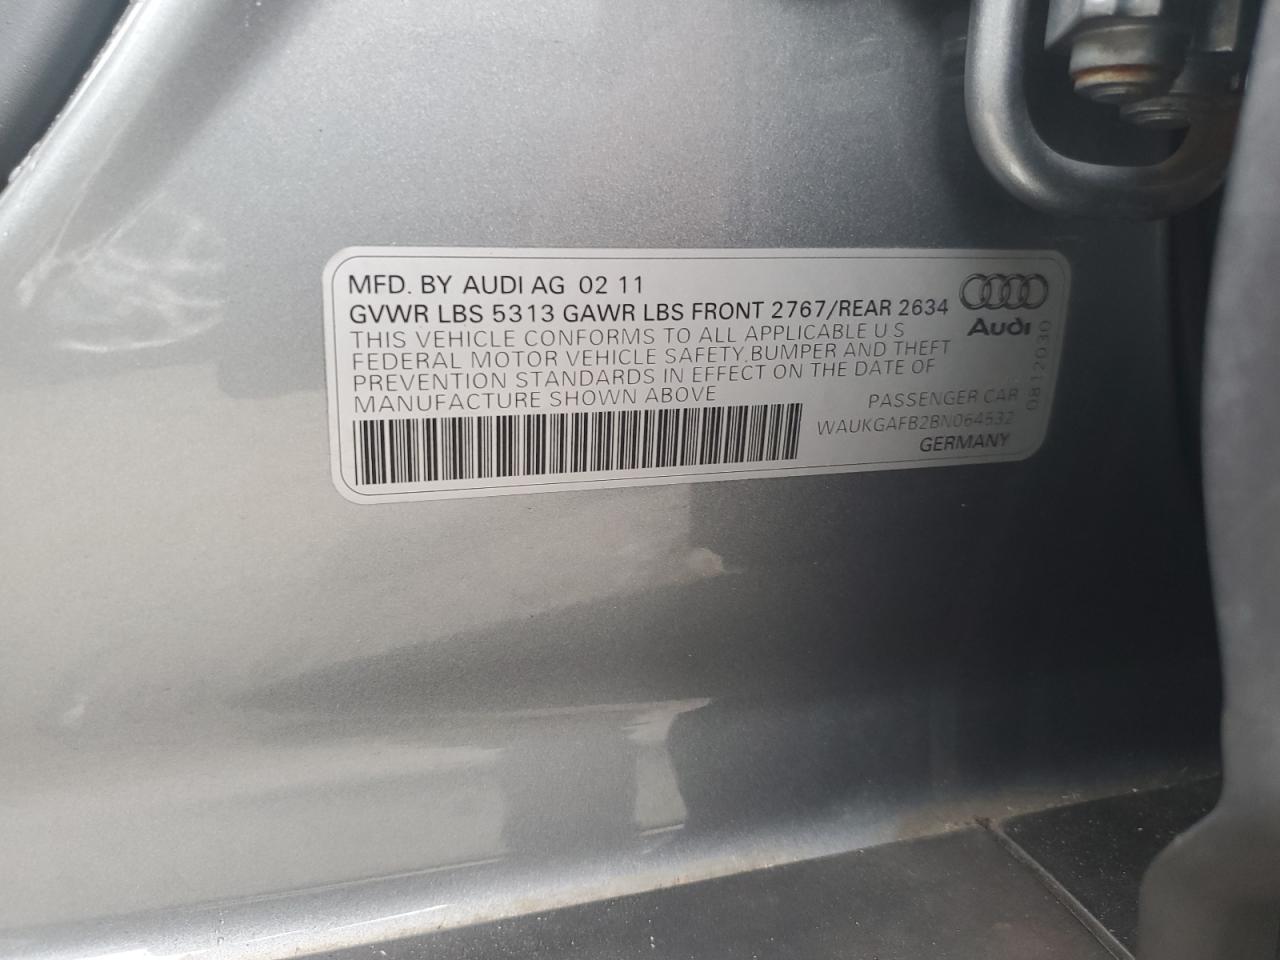 MFD. BY AUDI AG 02 11
GVWR LBS 5313 GAWR LBS FRONT 2767/REAR 2634
THIS VEHICLE CONFORMS TO ALL APPLICABLE U S
FEDERAL MOTOR VEHICLE SAFETY, BUMPER AND THEFT
PREVENTION STANDARDS IN EFFECT ON THE DATE OF
MANUFACTURE SHOWN ABOVE
Audi
PASSENGER CAR
WAUKGAFB2BN064532
GERMANY
0812030